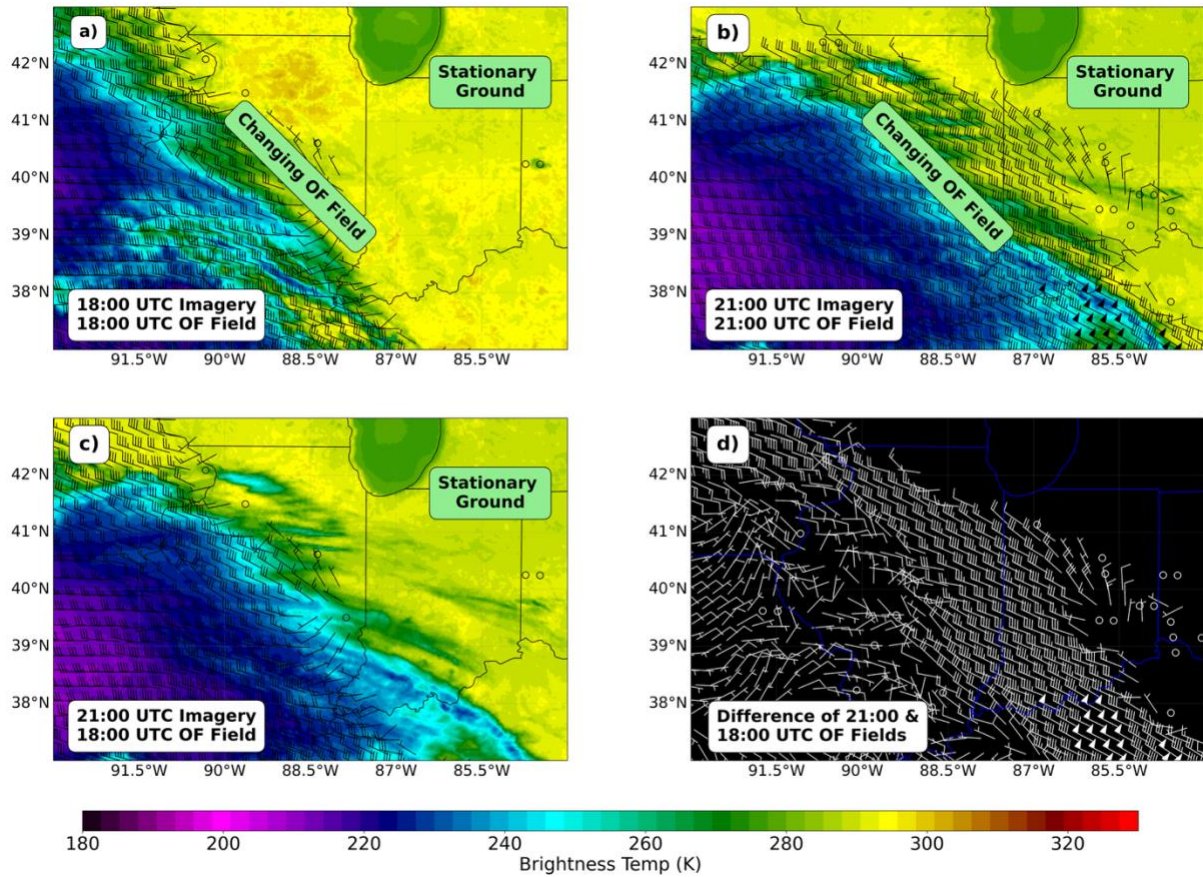 a)
Stationary
Ground
Changing OF Field
18:00 UTC Imagery
18:00 UTC OF Field
42°N
41°N
40°N
39°N
38°N
91.5°W 90°W 88.5°W 87°W 85.5°W
b)
Stationary
Ground
Changing OF Field
21:00 UTC Imagery
21:00 UTC OF Field
42°N
41°N
40°N
39°N
38°N
91.5°W 90°W 88.5°W 87°W 85.5°W
c)
Stationary
Ground
21:00 UTC Imagery
18:00 UTC OF Field
42°N
41°N
40°N
39°N
38°N
91.5°W 90°W 88.5°W 87°W 85.5°W
d)
Difference of 21:00 &
18:00 UTC OF Fields
42°N
41°N
40°N
39°N
38°N
91.5°W 90°W 88.5°W 87°W 85.5°W
180 200 220 240 260 280 300 320
Brightness Temp (K)